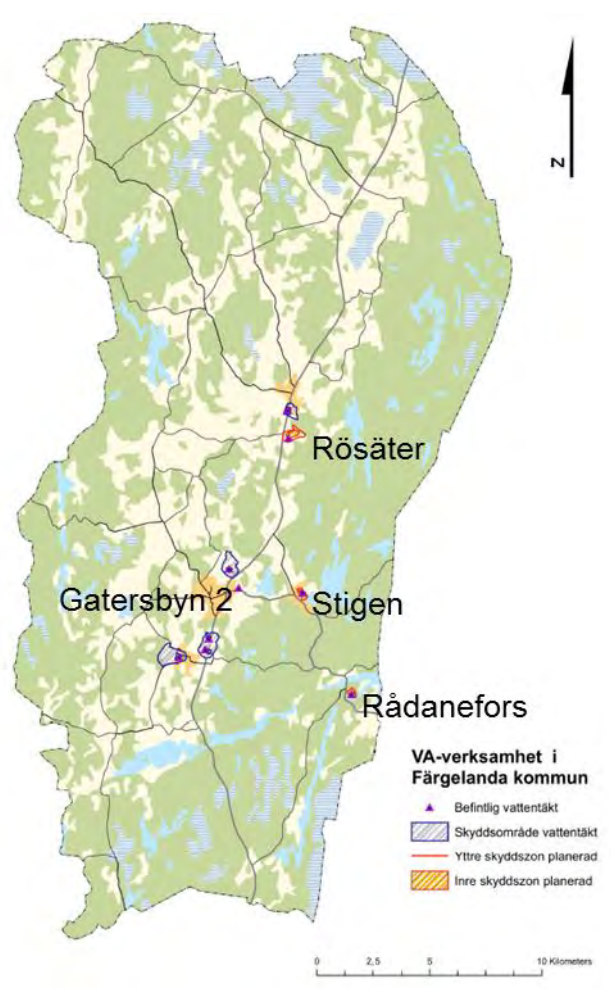 N
Rösäter
Gatersbyn 2
Stigen
Rådanefors
VA-verksamhet i
Färgelanda kommun
Befintlig vattentäkt
Skyddsområde vattentäkt
Yttre skyddszon planerad
Inre skyddszon planerad
0 2,5 5 10 Kilometers